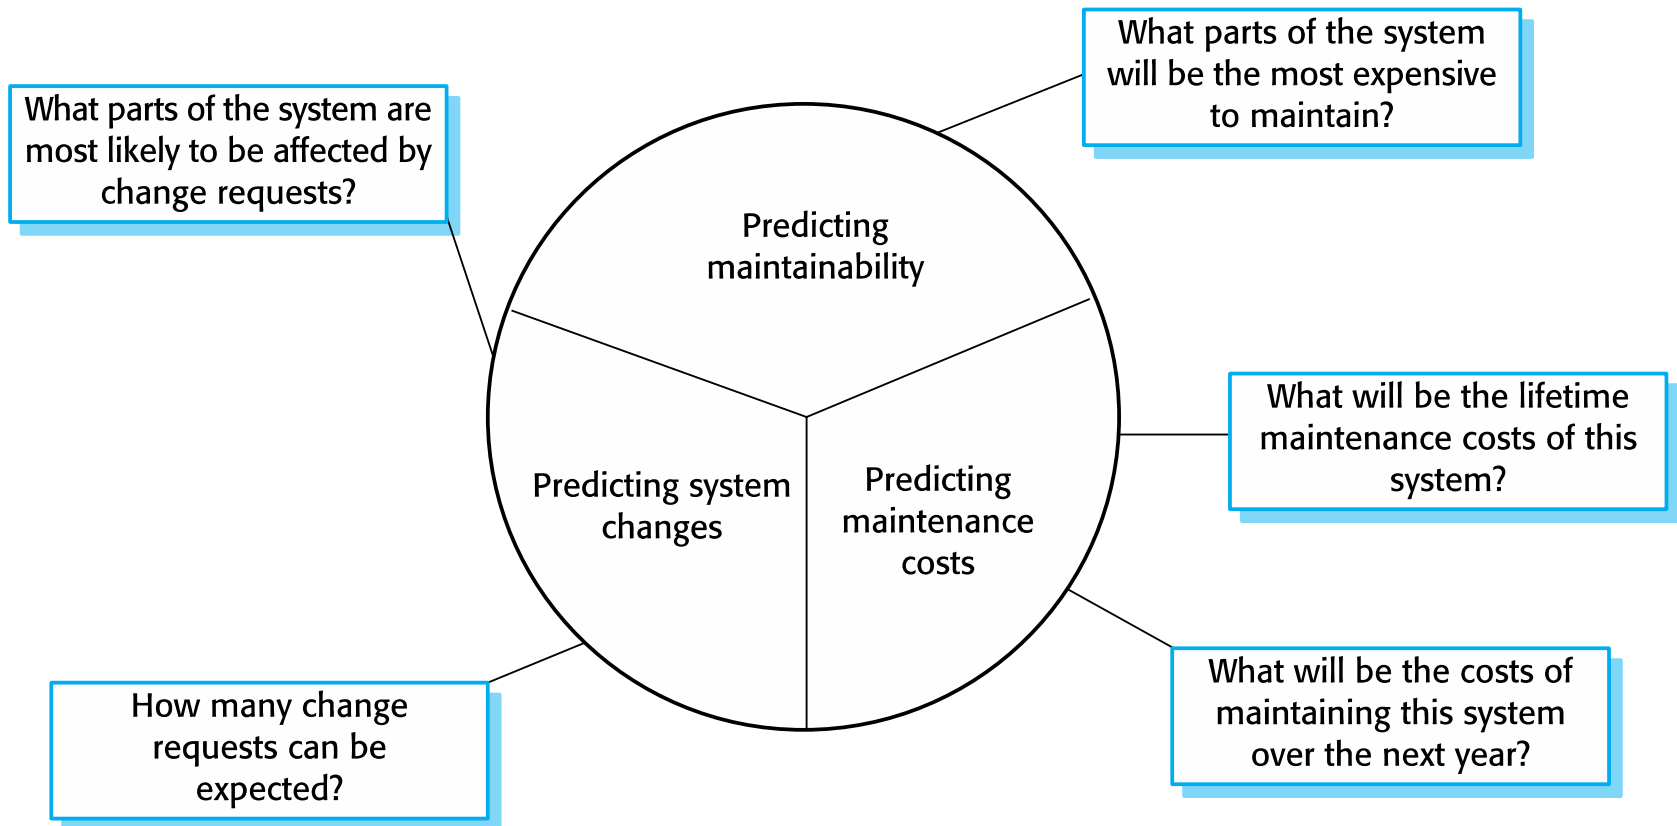 What parts of the system
will be the most expensive
to maintain?
What parts of the system are
most likely to be affected by
change requests?
Predicting
maintainability
What will be the lifetime
maintenance costs of this
system?
Predicting system
changes
Predicting
maintenance
costs
What will be the costs of
maintaining this system
over the next year?
How many change
requests can be
expected?